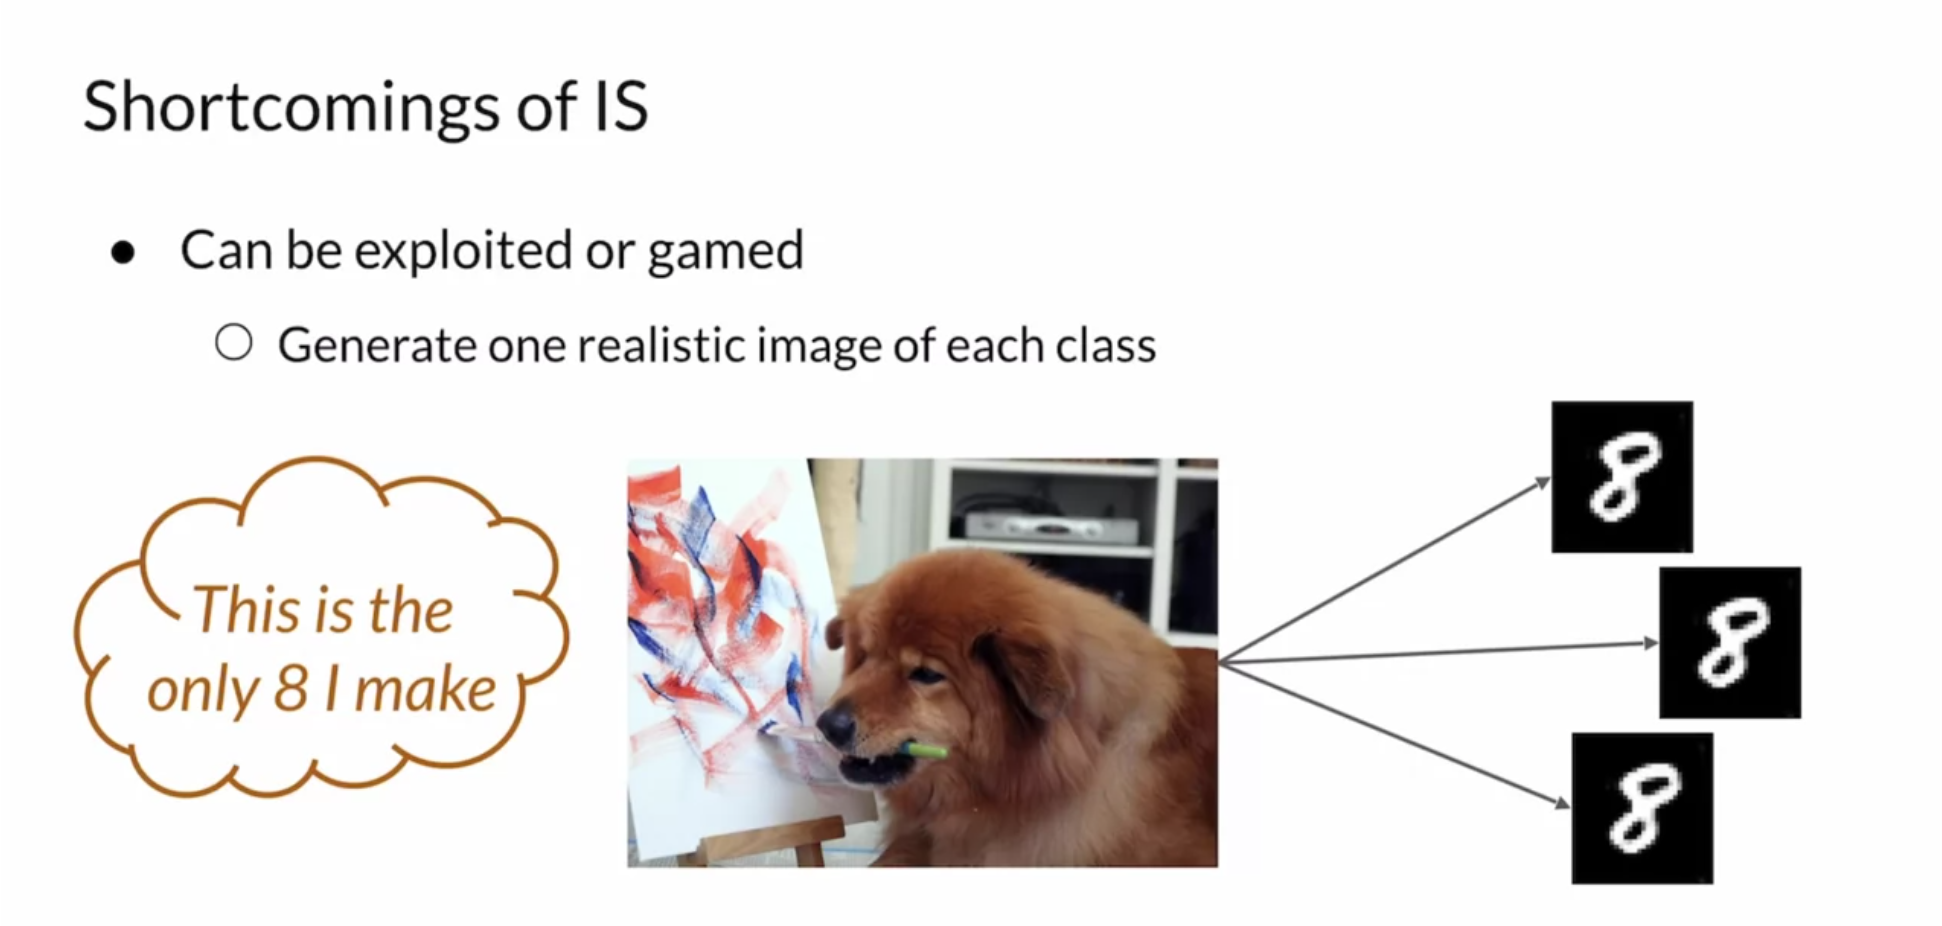 Shortcomings of IS
● Can be exploited or gamed
○ Generate one realistic image of each class
This is the
only 8 I make
8
8
8